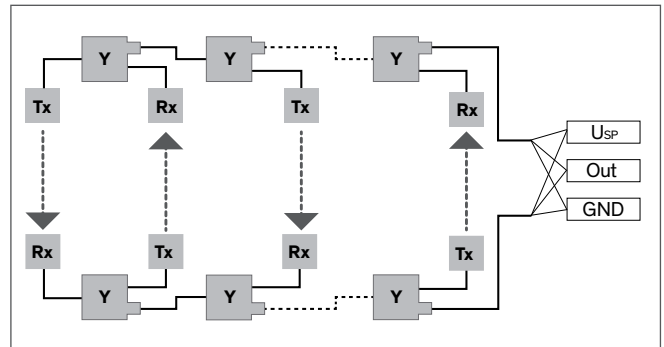 Y Y Y
Tx Rx Tx Rx
USP
Out
GND
Rx Tx Rx Tx
Y Y Y